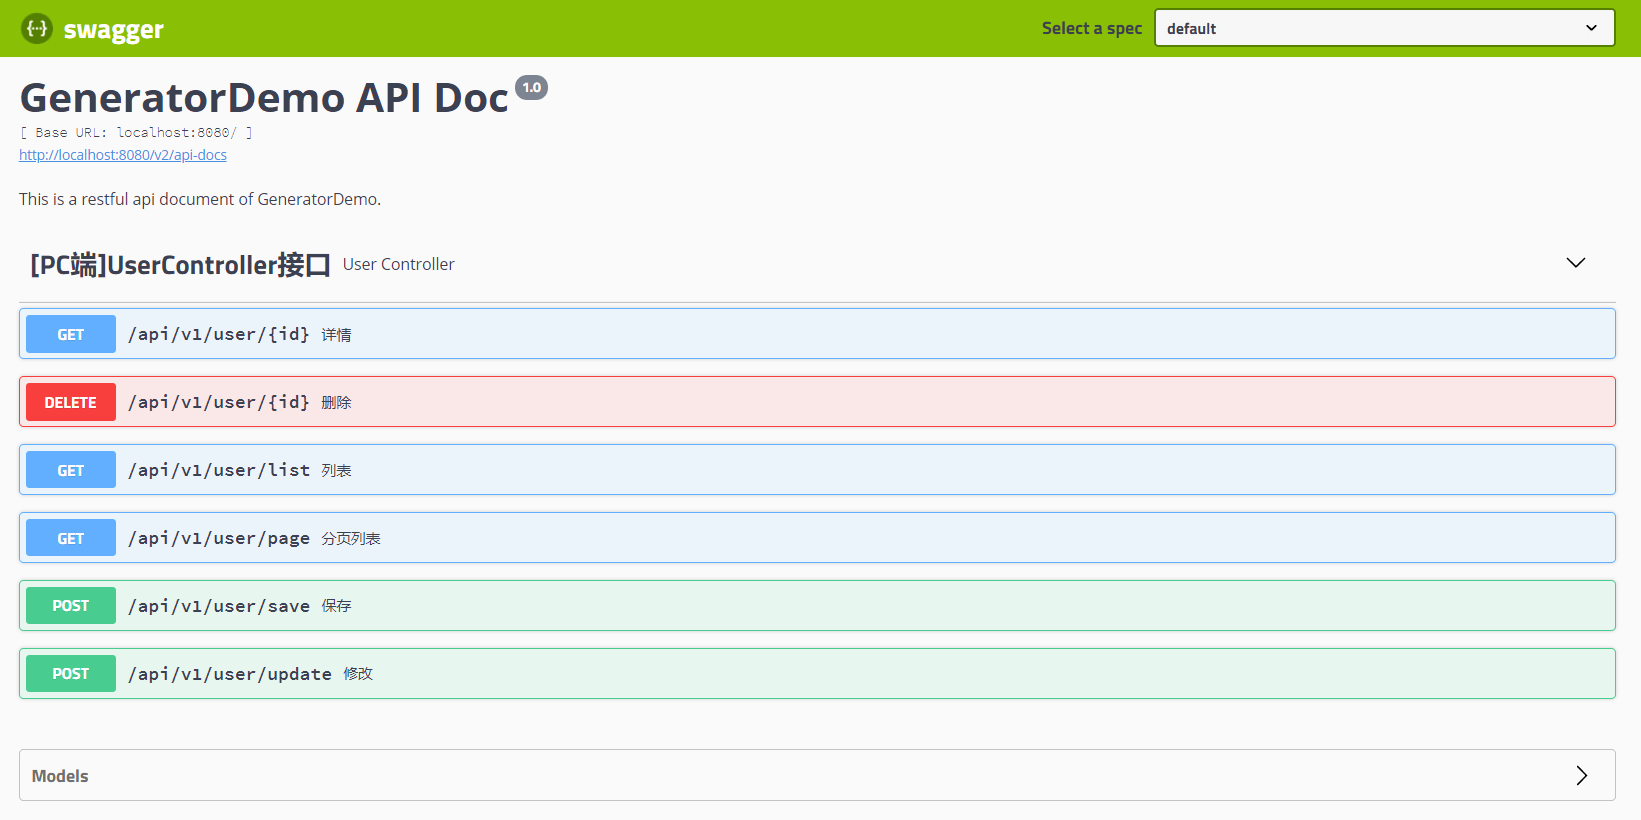 swagger
Select a spec default
GeneratorDemo API Doc 1.0
[ Base URL: localhost:8080/ ]
http://localhost:8080/v2/api-docs
This is a restful api document of GeneratorDemo.
[PC端]UserController接口 User Controller
GET /api/v1/user/{id} 详情
DELETE /api/v1/user/{id} 删除
GET /api/v1/user/list 列表
GET /api/v1/user/page 分页列表
POST /api/v1/user/save 保存
POST /api/v1/user/update 修改
Models